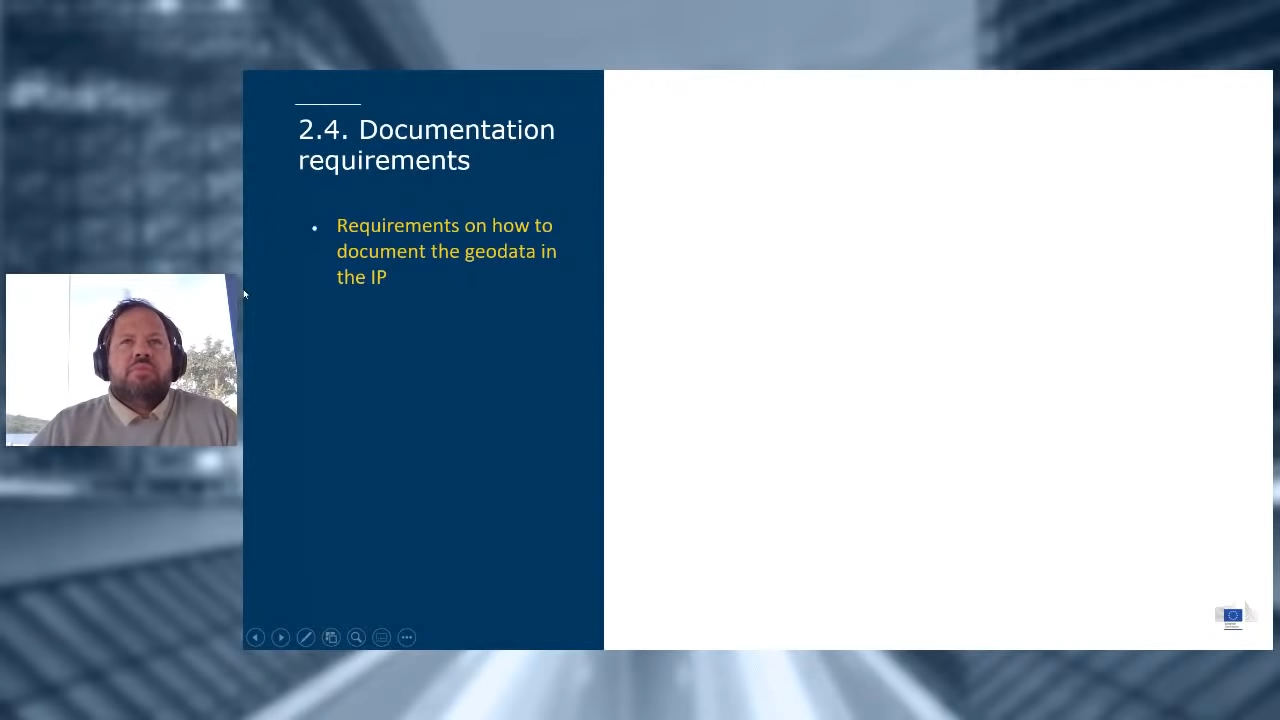 2.4. Documentation
requirements
• Requirements on how to
document the geodata in
the IP